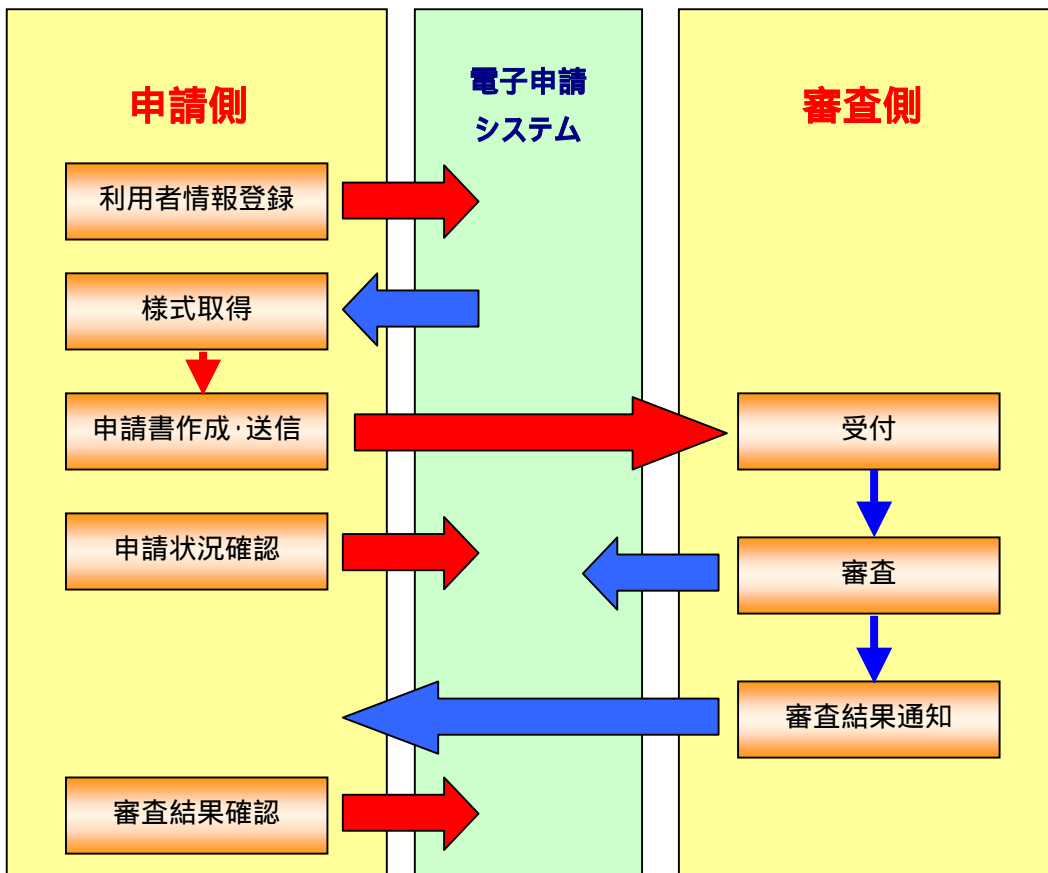 申請側
電子申請
システム
審査側
利用者情報登録
様式取得
申請書作成・送信
受付
申請状況確認
審査
審査結果通知
審査結果確認